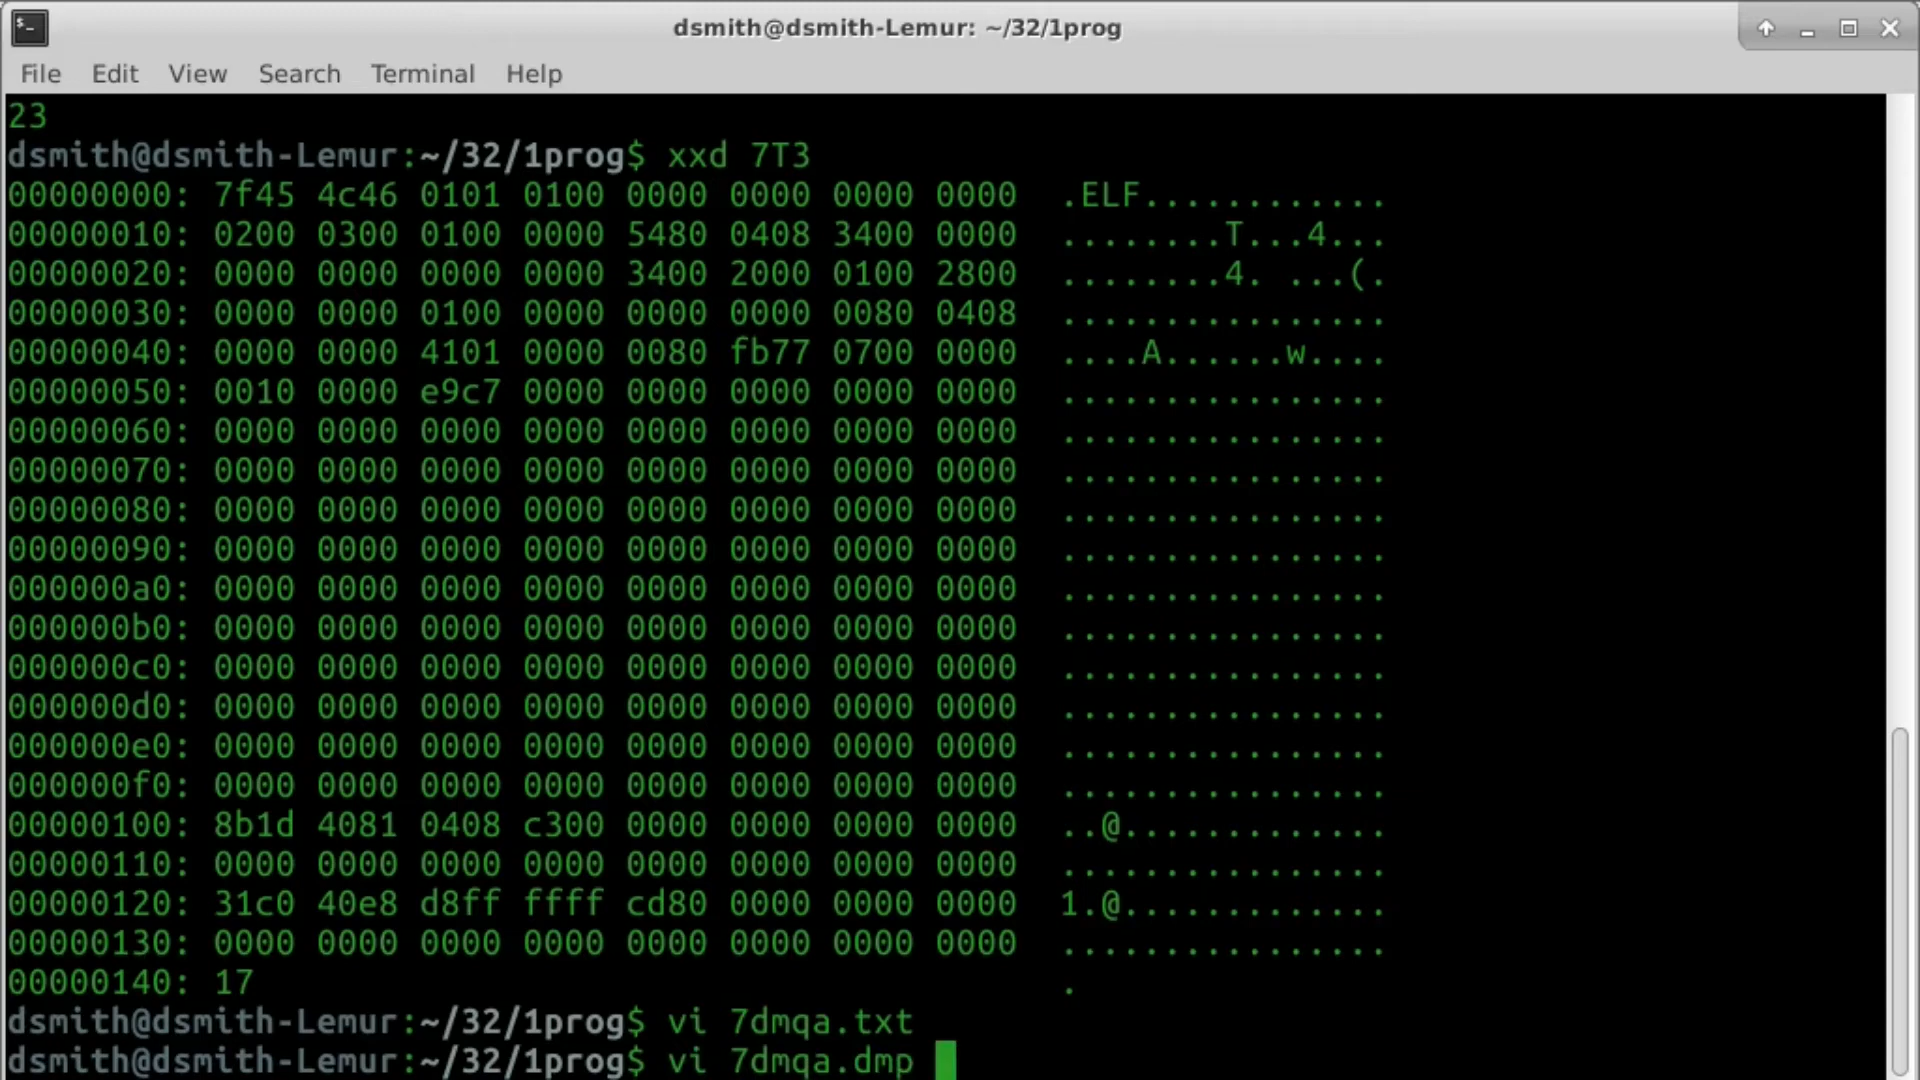 dsmith@dsmith-Lemur: ~/32/1prog
File Edit View Search Terminal Help
23
dsmith@dsmith-Lemur:~/32/1prog$ xxd 7T3
00000000: 7f45 4c46 0101 0100 0000 0000 0000 0000  .ELF............
00000010: 0200 0300 0100 0000 5480 0408 3400 0000  ........T...4...
00000020: 0000 0000 0000 0000 3400 2000 0100 2800  ........4. ...(.
00000030: 0000 0000 0100 0000 0000 0000 0080 0408  ................
00000040: 0000 0000 4101 0000 0080 fb77 0700 0000  ....A......w....
00000050: 0010 0000 e9c7 0000 0000 0000 0000 0000  ................
00000060: 0000 0000 0000 0000 0000 0000 0000 0000  ................
00000070: 0000 0000 0000 0000 0000 0000 0000 0000  ................
00000080: 0000 0000 0000 0000 0000 0000 0000 0000  ................
00000090: 0000 0000 0000 0000 0000 0000 0000 0000  ................
000000a0: 0000 0000 0000 0000 0000 0000 0000 0000  ................
000000b0: 0000 0000 0000 0000 0000 0000 0000 0000  ................
000000c0: 0000 0000 0000 0000 0000 0000 0000 0000  ................
000000d0: 0000 0000 0000 0000 0000 0000 0000 0000  ................
000000e0: 0000 0000 0000 0000 0000 0000 0000 0000  ................
000000f0: 0000 0000 0000 0000 0000 0000 0000 0000  ................
00000100: 8b1d 4081 0408 c300 0000 0000 0000 0000  ..@.............
00000110: 0000 0000 0000 0000 0000 0000 0000 0000  ................
00000120: 31c0 40e8 d8ff ffff cd80 0000 0000 0000  1.@.............
00000130: 0000 0000 0000 0000 0000 0000 0000 0000  ................
00000140: 17                                       .
dsmith@dsmith-Lemur:~/32/1prog$ vi 7dmqa.txt
dsmith@dsmith-Lemur:~/32/1prog$ vi 7dmqa.dmp